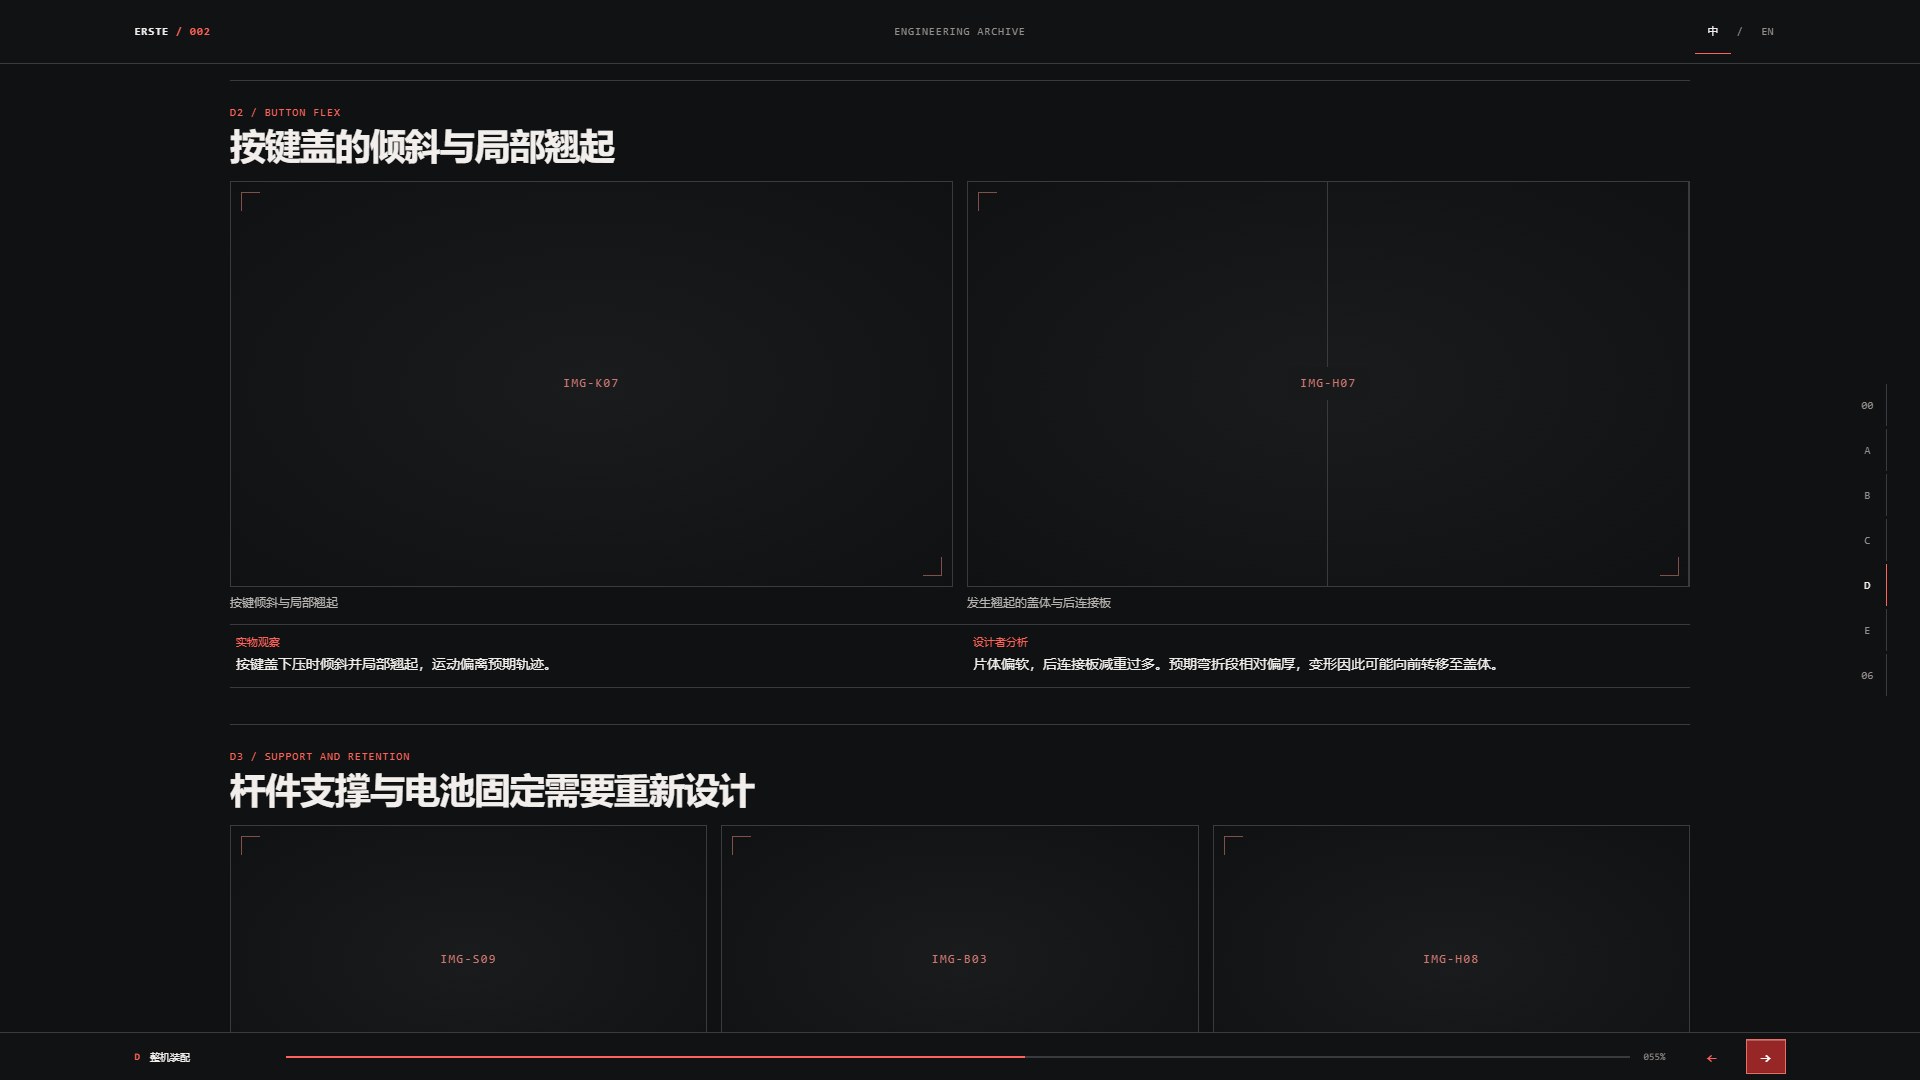 ERSTE / 002
ENGINEERING ARCHIVE
中 / EN
D2 / BUTTON FLEX
按键盖的倾斜与局部翘起
IMG-K07
IMG-H07
按键倾斜与局部翘起
发生翘起的盖体与后连接板
实物观察
按键盖下压时倾斜并局部翘起，运动偏离预期轨迹。
设计者分析
片体偏软，后连接板减重过多。预期弯折段相对偏厚，变形因此可能向前转移至盖体。
D3 / SUPPORT AND RETENTION
杆件支撑与电池固定需要重新设计
IMG-S09
IMG-B03
IMG-H08
00
A
B
C
D
E
06
D 整机装配
055%
← →